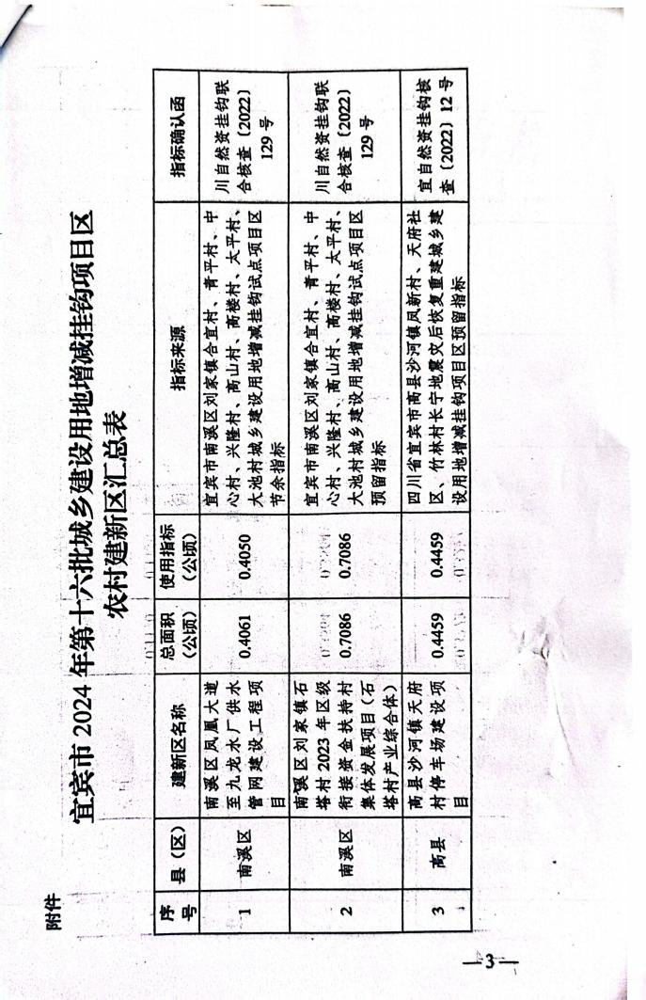 附件
宜宾市 2024 年第十六批城乡建设用地增减挂钩项目区
农村建新区汇总表
序号
县（区）
建新区名称
总面积
（公顷）
使用指标
（公顷）
指标来源
指标确认函
1
南溪区
南溪区凤凰大道
至九龙水厂供水
管网建设工程项
目
0.4061
0.4050
宜宾市南溪区刘家镇合宜村、青平村、中
心村、兴隆村、高山村、高楼村、大平村、
大池村城乡建设用地增减挂钩试点项目区
节余指标
川自然资挂钩联
合核查〔2022〕
129 号
2
南溪区
南溪区刘家镇石
塔村 2023 年区级
衔接资金扶持村
集体发展项目（石
塔村产业综合体）
0.7086
0.7086
宜宾市南溪区刘家镇合宜村、青平村、中
心村、兴隆村、高山村、高楼村、大平村、
大池村城乡建设用地增减挂钩试点项目区
预留指标
川自然资挂钩联
合核查〔2022〕
129 号
3
高县
高县沙河镇天府
村停车场建设项
目
0.4459
0.4459
四川省宜宾市高县沙河镇凤新村、天府社
区、竹林村长宁地震灾后恢复重建城乡建
设用地增减挂钩项目区预留指标
宜自然资挂钩核
查〔2022〕12 号
—3—